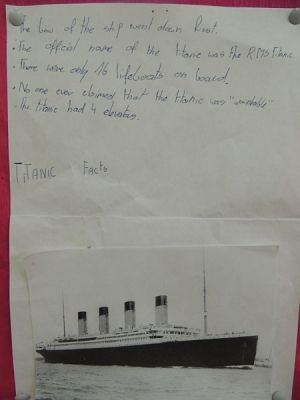 The bow of the ship went down first.
• The official name of the titanic was the RMS Titanic.
• There were only 16 lifeboats on board.
• No one ever claimed that the titanic was "unsinkable"
• The titanic had 4 elevators.
TITANIC Facts